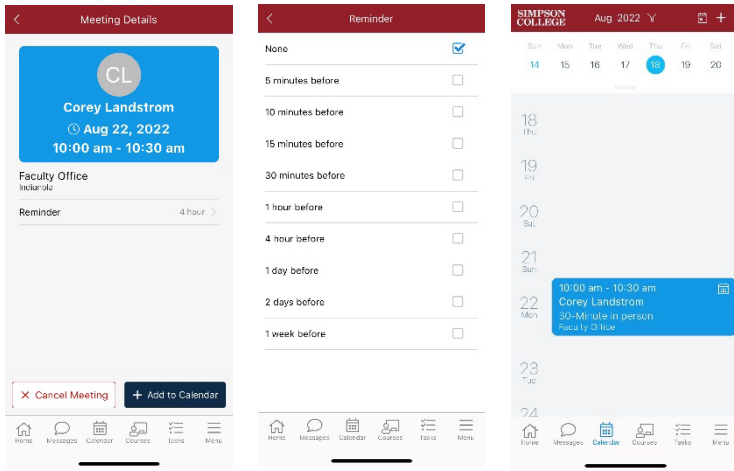 Meeting Details
CL
Corey Landstrom
Aug 22, 2022
10:00 am - 10:30 am
Faculty Office
Indianola
Reminder 4 hour
Cancel Meeting
+ Add to Calendar
Home Messages Calendar Courses Tasks Menu
Reminder
None
5 minutes before
10 minutes before
15 minutes before
30 minutes before
1 hour before
4 hour before
1 day before
2 days before
1 week before
Home Messages Calendar Courses Tasks Menu
SIMPSON
COLLEGE
Aug 2022
Sun Mon Tue Wed Thu Fri Sat
14 15 16 17 18 19 20
18
Thu
19
Fri
20
Sat
21
Sun
22
Mon
10:00 am - 10:30 am
Corey Landstrom
30-Minute in person
Faculty Office
23
Tue
24
Home Messages Calendar Courses Tasks Menu